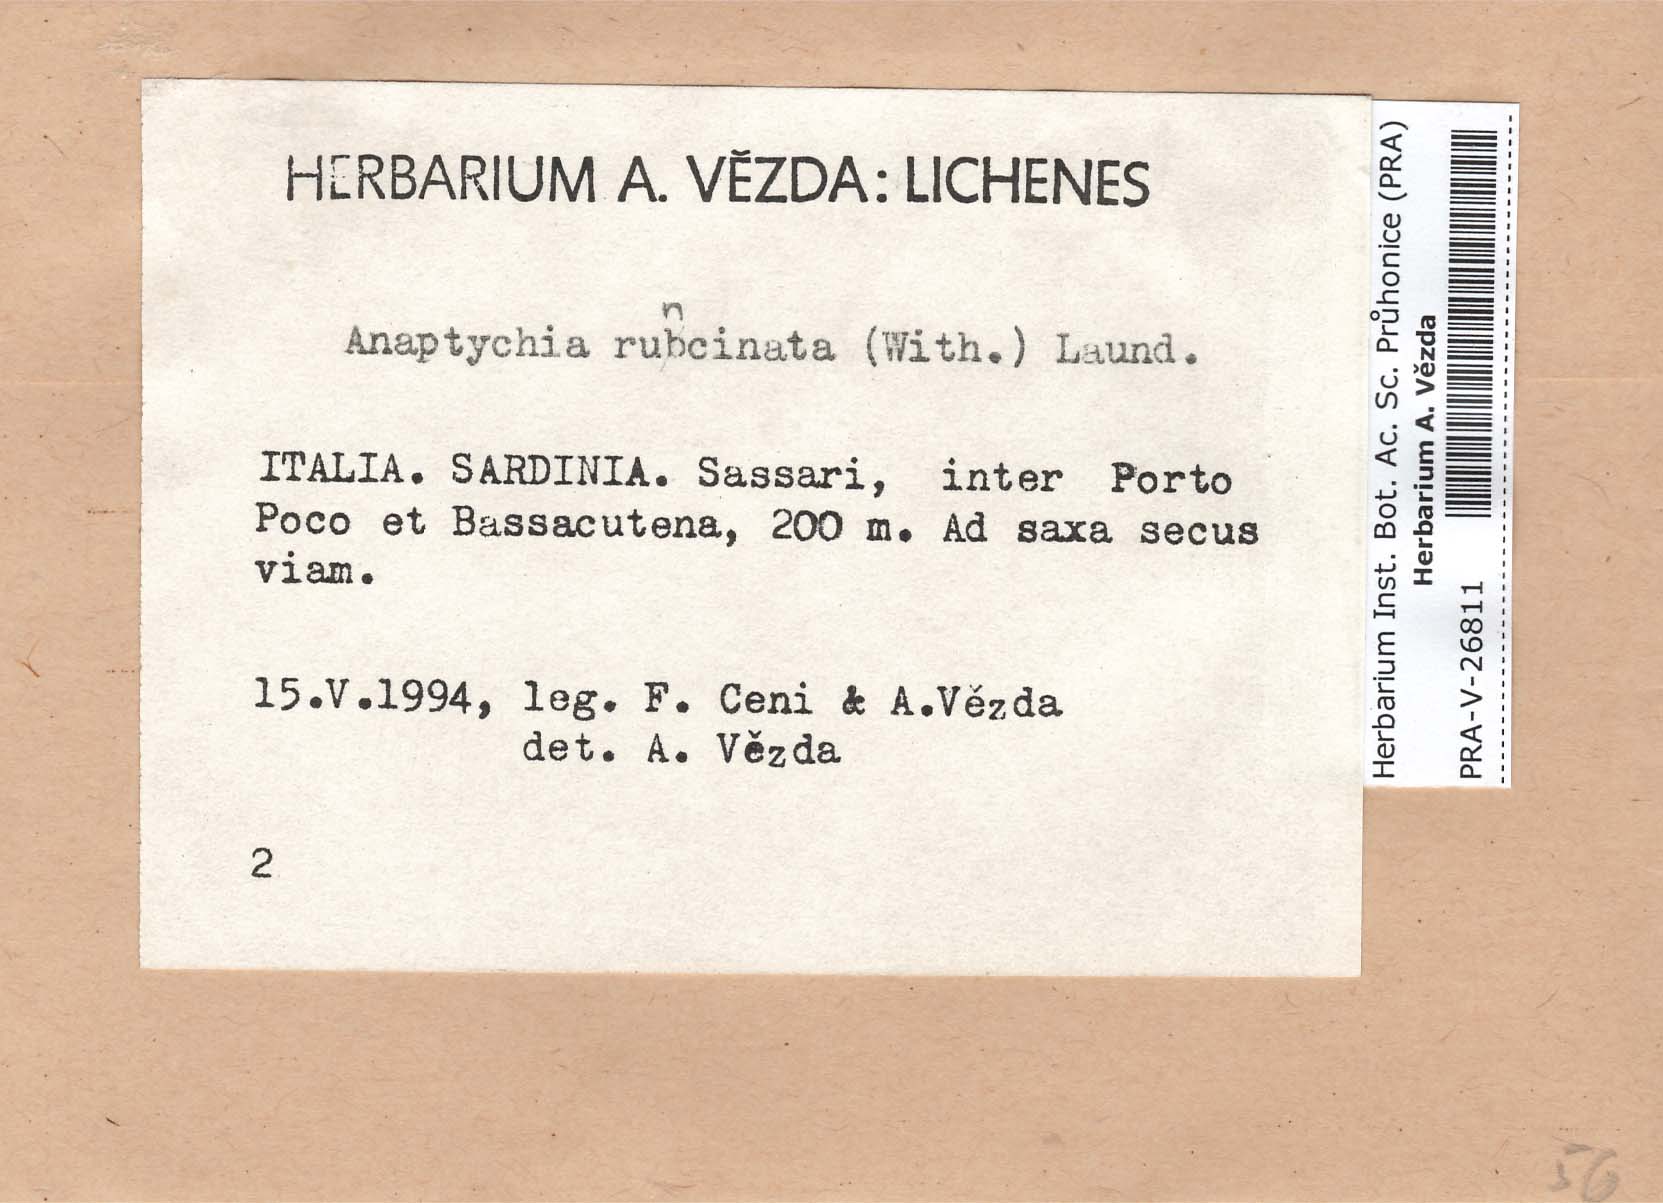 HERBARIUM A. VĚZDA: LICHENES
n
Anaptychia rubcinata (With.) Laund.
ITALIA. SARDINIA. Sassari, inter Porto
Poco et Bassacutena, 200 m. Ad saxa secus
viam.
15.V.1994, leg. F. Ceni & A.Vězda
det. A. Vězda
2
Herbarium Inst. Bot. Ac. Sc. Průhonice (PRA)
Herbarium A. Vězda
PRA-V-26811
56